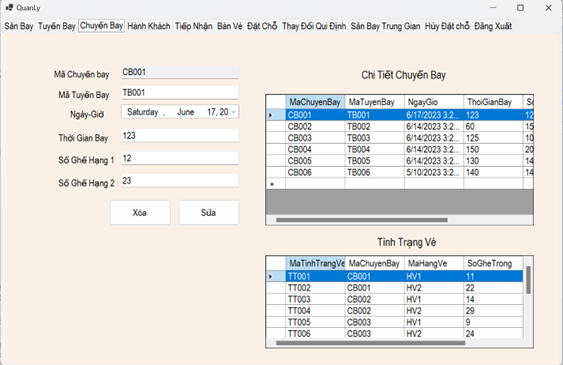 QuanLy
Sân Bay Tuyến Bay Chuyến Bay Hành Khách Tiếp Nhận Bán Vé Đặt Chỗ Thay Đổi Qui Định Sân Bay Trung Gian Hủy Đặt chỗ Đăng Xuất
Mã Chuyến bay CB001
Mã Tuyến Bay TB001
Ngày-Giờ Saturday , June 17, 20
Thời Gian Bay 123
Số Ghế Hạng 1 12
Số Ghế Hạng 2 23
Xóa Sửa
Chi Tiết Chuyến Bay
MaChuyenBay MaTuyenBay NgayGio ThoiGianBay So
CB001 TB001 6/17/2023 3:2... 123 12
CB002 TB002 6/14/2023 3:2... 60 15
CB003 TB003 6/14/2023 3:2... 125 10
CB004 TB004 6/14/2023 3:2... 150 20
CB005 TB005 6/14/2023 3:2... 130 14
CB006 TB006 5/10/2023 3:2... 140 14
Tình Trạng Vé
MaTinhTrangVe MaChuyenBay MaHangVe SoGheTrong
TT001 CB001 HV1 11
TT002 CB001 HV2 22
TT003 CB002 HV1 14
TT004 CB002 HV2 29
TT005 CB003 HV1 9
TT006 CB003 HV2 24